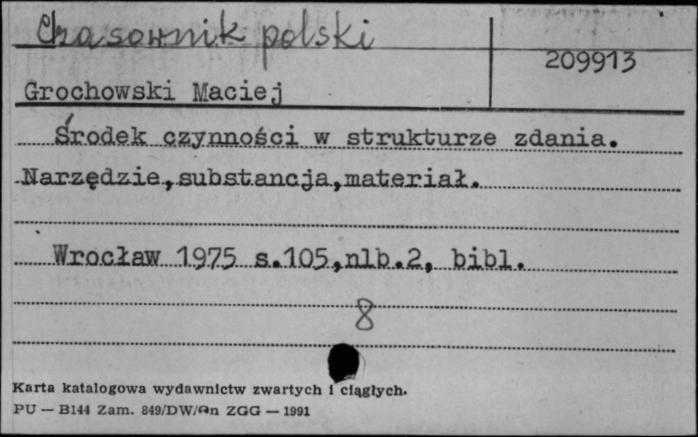 Czasownik polski
209913
Grochowski Maciej
Środek czynności w strukturze zdania.
Narzędzie,substancja,materiał.
Wrocław 1975 s.105,nlb.2, bibl.
8
Karta katalogowa wydawnictw zwartych i ciągłych.
PU — B144 Zam. 849/DW/An ZGG — 1991